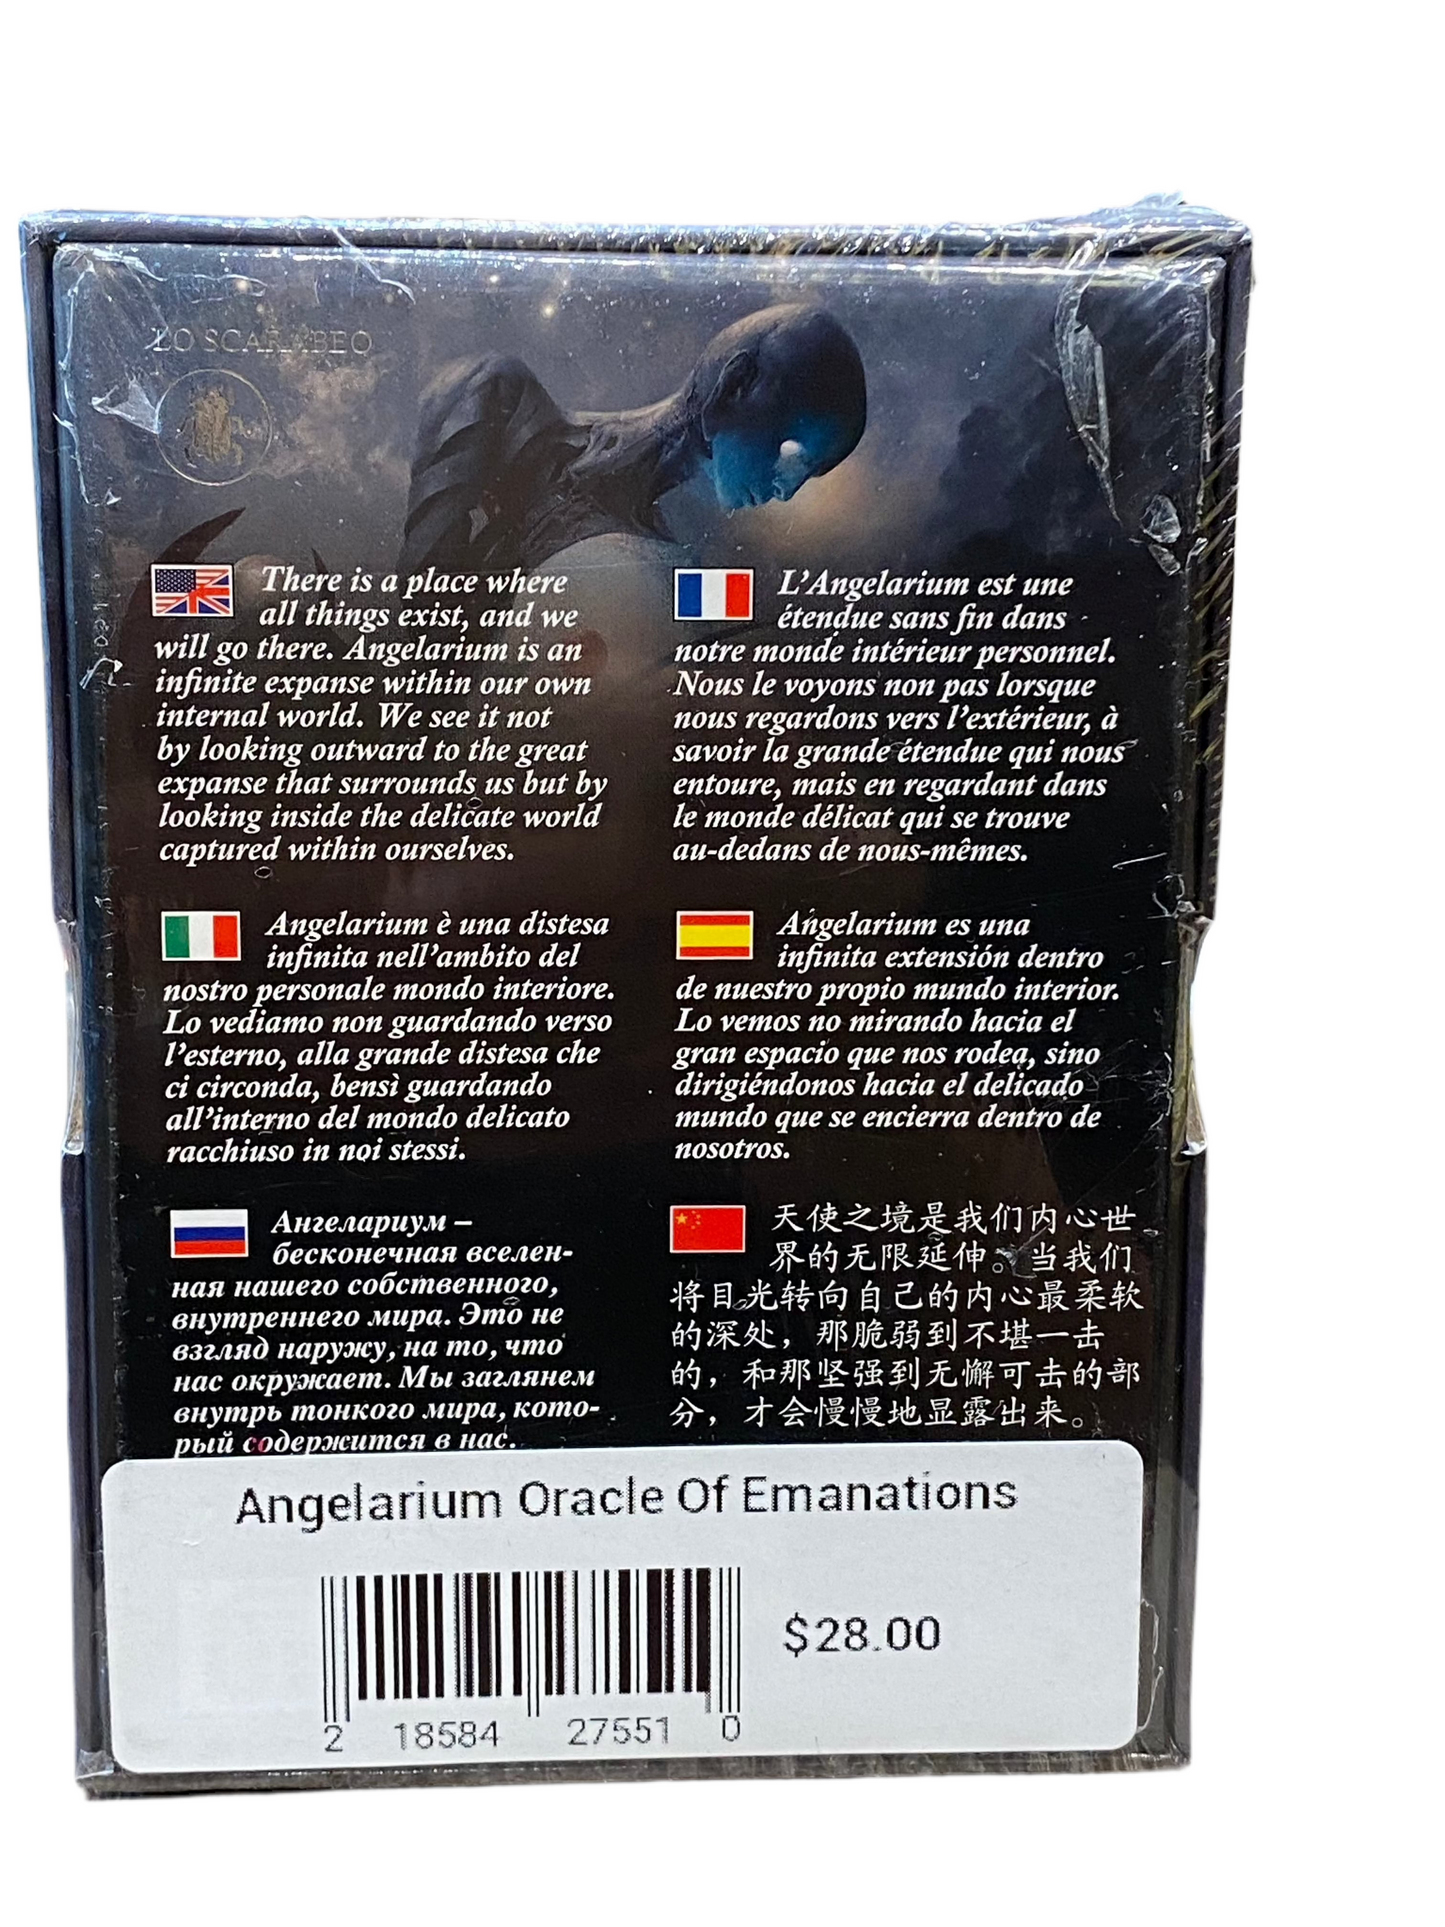 LO SCARABEO
There is a place where
all things exist, and we
will go there. Angelarium is an
infinite expanse within our own
internal world. We see it not
by looking outward to the great
expanse that surrounds us but by
looking inside the delicate world
captured within ourselves.
L'Angelarium est une
étendue sans fin dans
notre monde intérieur personnel.
Nous le voyons non pas lorsque
nous regardons vers l'extérieur, à
savoir la grande étendue qui nous
entoure, mais en regardant dans
le monde délicat qui se trouve
au-dedans de nous-mêmes.
Angelarium è una distesa
infinita nell'ambito del
nostro personale mondo interiore.
Lo vediamo non guardando verso
l'esterno, alla grande distesa che
ci circonda, bensì guardando
all'interno del mondo delicato
racchiuso in noi stessi.
Angelarium es una
infinita extensión dentro
de nuestro propio mundo interior.
Lo vemos no mirando hacia el
gran espacio que nos rodea, sino
dirigiéndonos hacia el delicado
mundo que se encierra dentro de
nosotros.
Ангелариум –
бесконечная вселен-
ная нашего собственного,
внутреннего мира. Это не
взгляд наружу, на то, что
нас окружает. Мы заглянем
внутрь тонкого мира, кото-
рый содержится в нас.
天使之境是我们内心世
界的无限延伸。当我们
将目光转向自己的内心最柔软
的深处，那脆弱到不堪一击
的，和那坚强到无懈可击的部
分，才会慢慢地显露出来。
Angelarium Oracle Of Emanations
$28.00
2 18584 27551 0